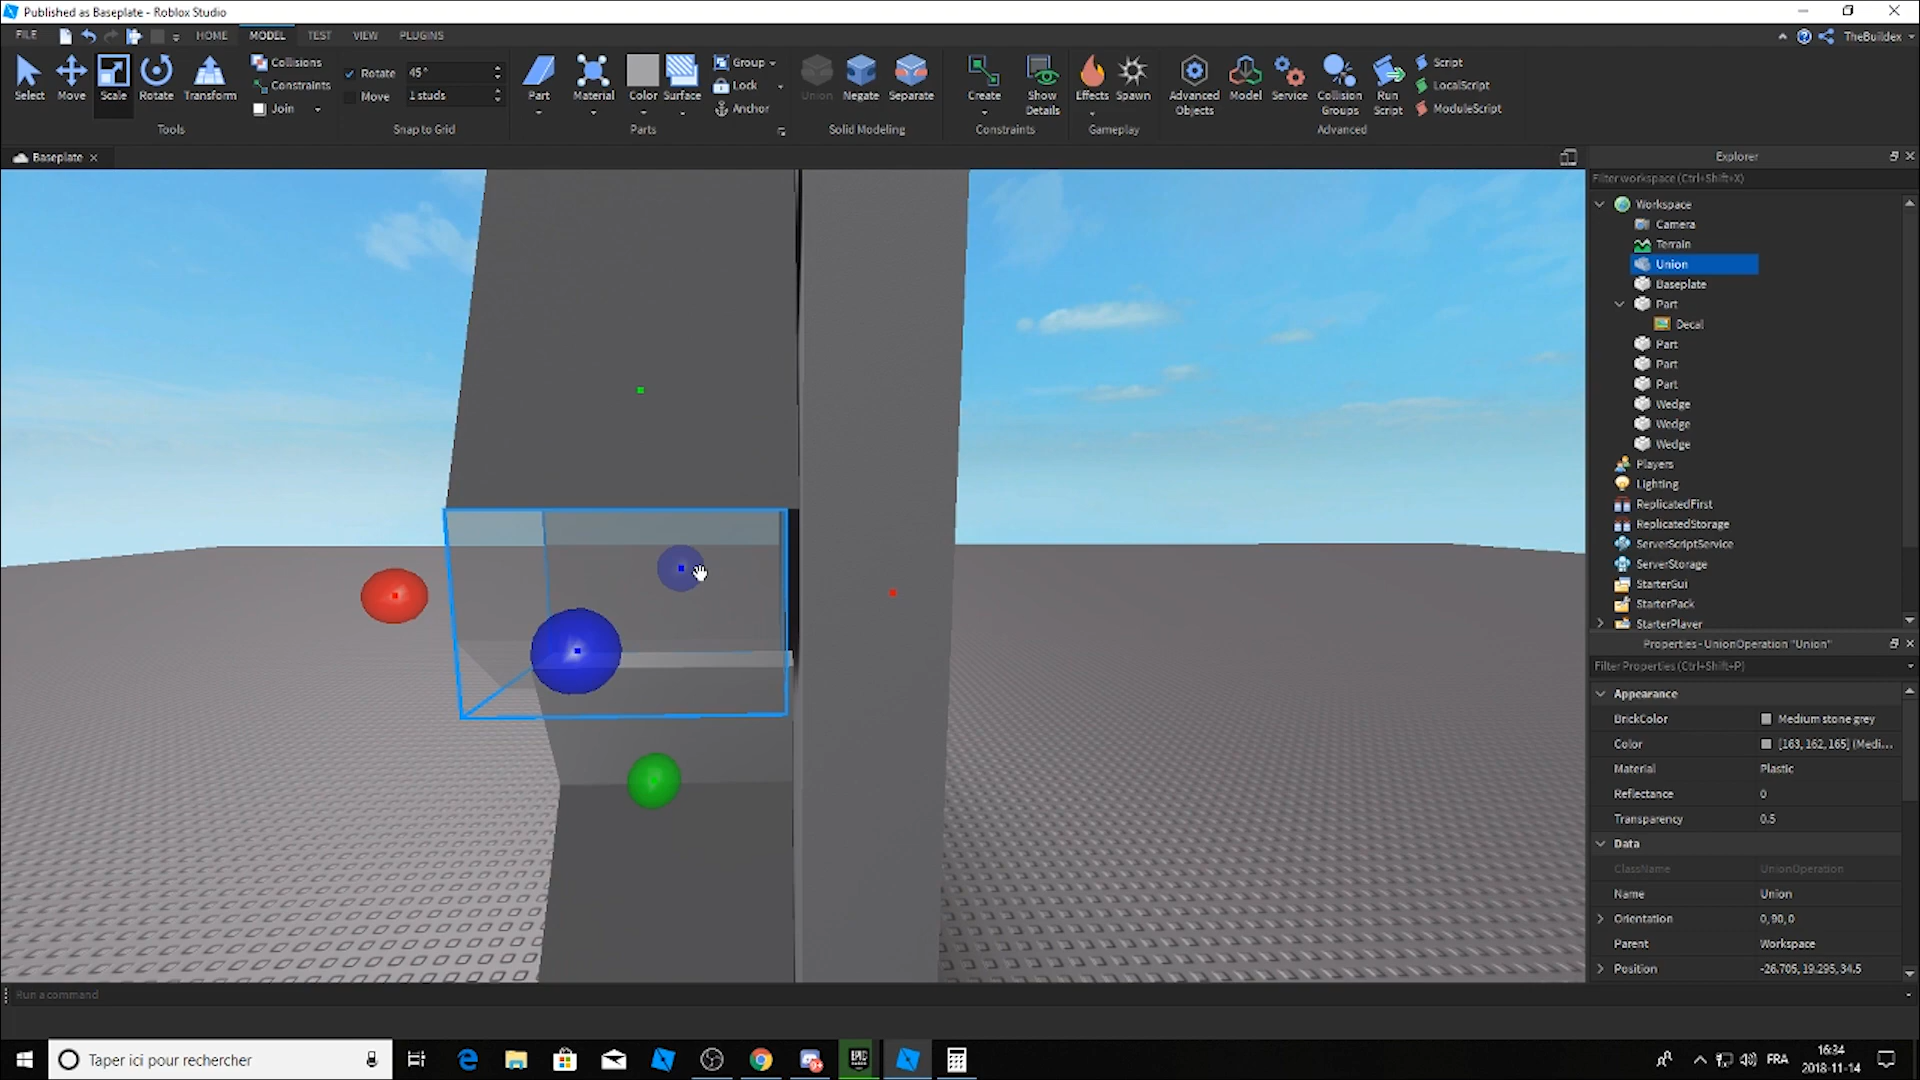 Published as Baseplate - Roblox Studio
FILE HOME MODEL TEST VIEW PLUGINS TheBuildex
Select Move Scale Rotate Transform
Collisions
Constraints
Join
Tools
Rotate 45°
Move 1 studs
Snap to Grid
Part Material Color Surface
Group
Lock
Anchor
Parts
Union Negate Separate
Solid Modeling
Create Show Details
Constraints
Effects Spawn
Gameplay
Advanced Objects Model Service Collision Groups Run Script
Script
LocalScript
ModuleScript
Advanced
Baseplate
Explorer
Filter workspace (Ctrl+Shift+X)
Workspace
Camera
Terrain
Union
Baseplate
Part
Decal
Part
Part
Part
Wedge
Wedge
Wedge
Players
Lighting
ReplicatedFirst
ReplicatedStorage
ServerScriptService
ServerStorage
StarterGui
StarterPack
StarterPlayer
Properties - UnionOperation "Union"
Filter Properties (Ctrl+Shift+P)
Appearance
BrickColor Medium stone grey
Color [163, 162, 165] (Medi...
Material Plastic
Reflectance 0
Transparency 0.5
Data
ClassName UnionOperation
Name Union
Orientation 0, 90, 0
Parent Workspace
Position -26.705, 19.295, 34.5
Run a command
Taper ici pour rechercher
EPIC GAMES
FRA
16:34
2018-11-14